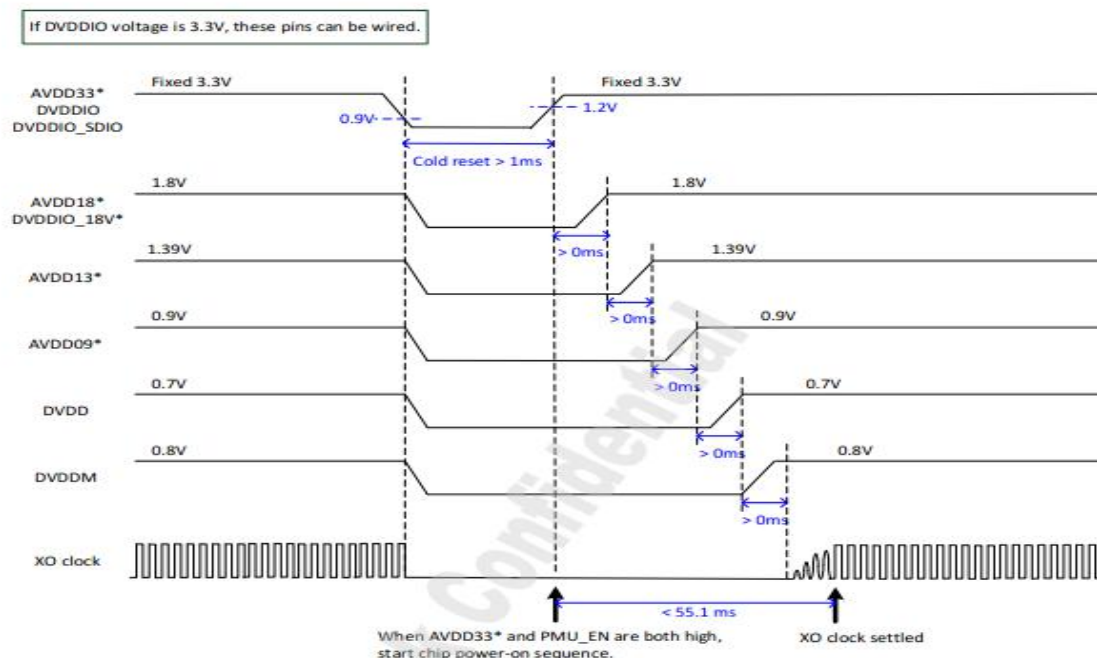 If DVDDIO voltage is 3.3V, these pins can be wired.
AVDD33*
DVDDIO
DVDDIO_SDIO
Fixed 3.3V
Fixed 3.3V
0.9V
1.2V
Cold reset > 1ms
AVDD18*
DVDDIO_18V*
1.8V
1.8V
> 0ms
AVDD13*
1.39V
1.39V
> 0ms
AVDD09*
0.9V
0.9V
> 0ms
DVDD
0.7V
0.7V
> 0ms
DVDDM
0.8V
0.8V
> 0ms
XO clock
< 55.1 ms
When AVDD33* and PMU_EN are both high,
start chip power-on sequence.
XO clock settled
Confidential